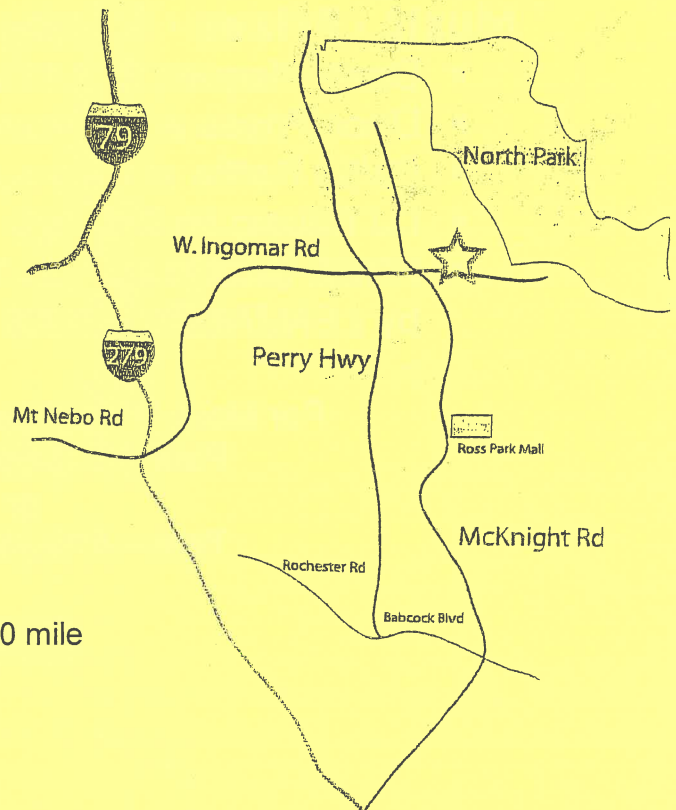 79
North Park
W. Ingomar Rd
279
Perry Hwy
Mt Nebo Rd
Ross Park Mall
McKnight Rd
Rochester Rd
Babcock Blvd
0 mile